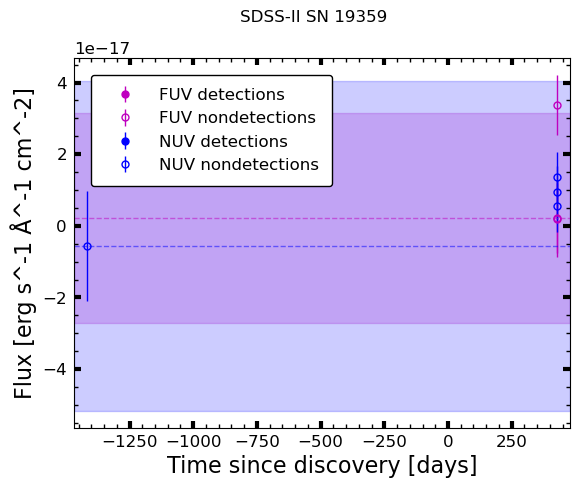 SDSS-II SN 19359
1e−17
FUV detections
FUV nondetections
NUV detections
NUV nondetections
4
2
0
−2
−4
Flux [erg s^-1 Å^-1 cm^-2]
−1250 −1000 −750 −500 −250 0 250
Time since discovery [days]